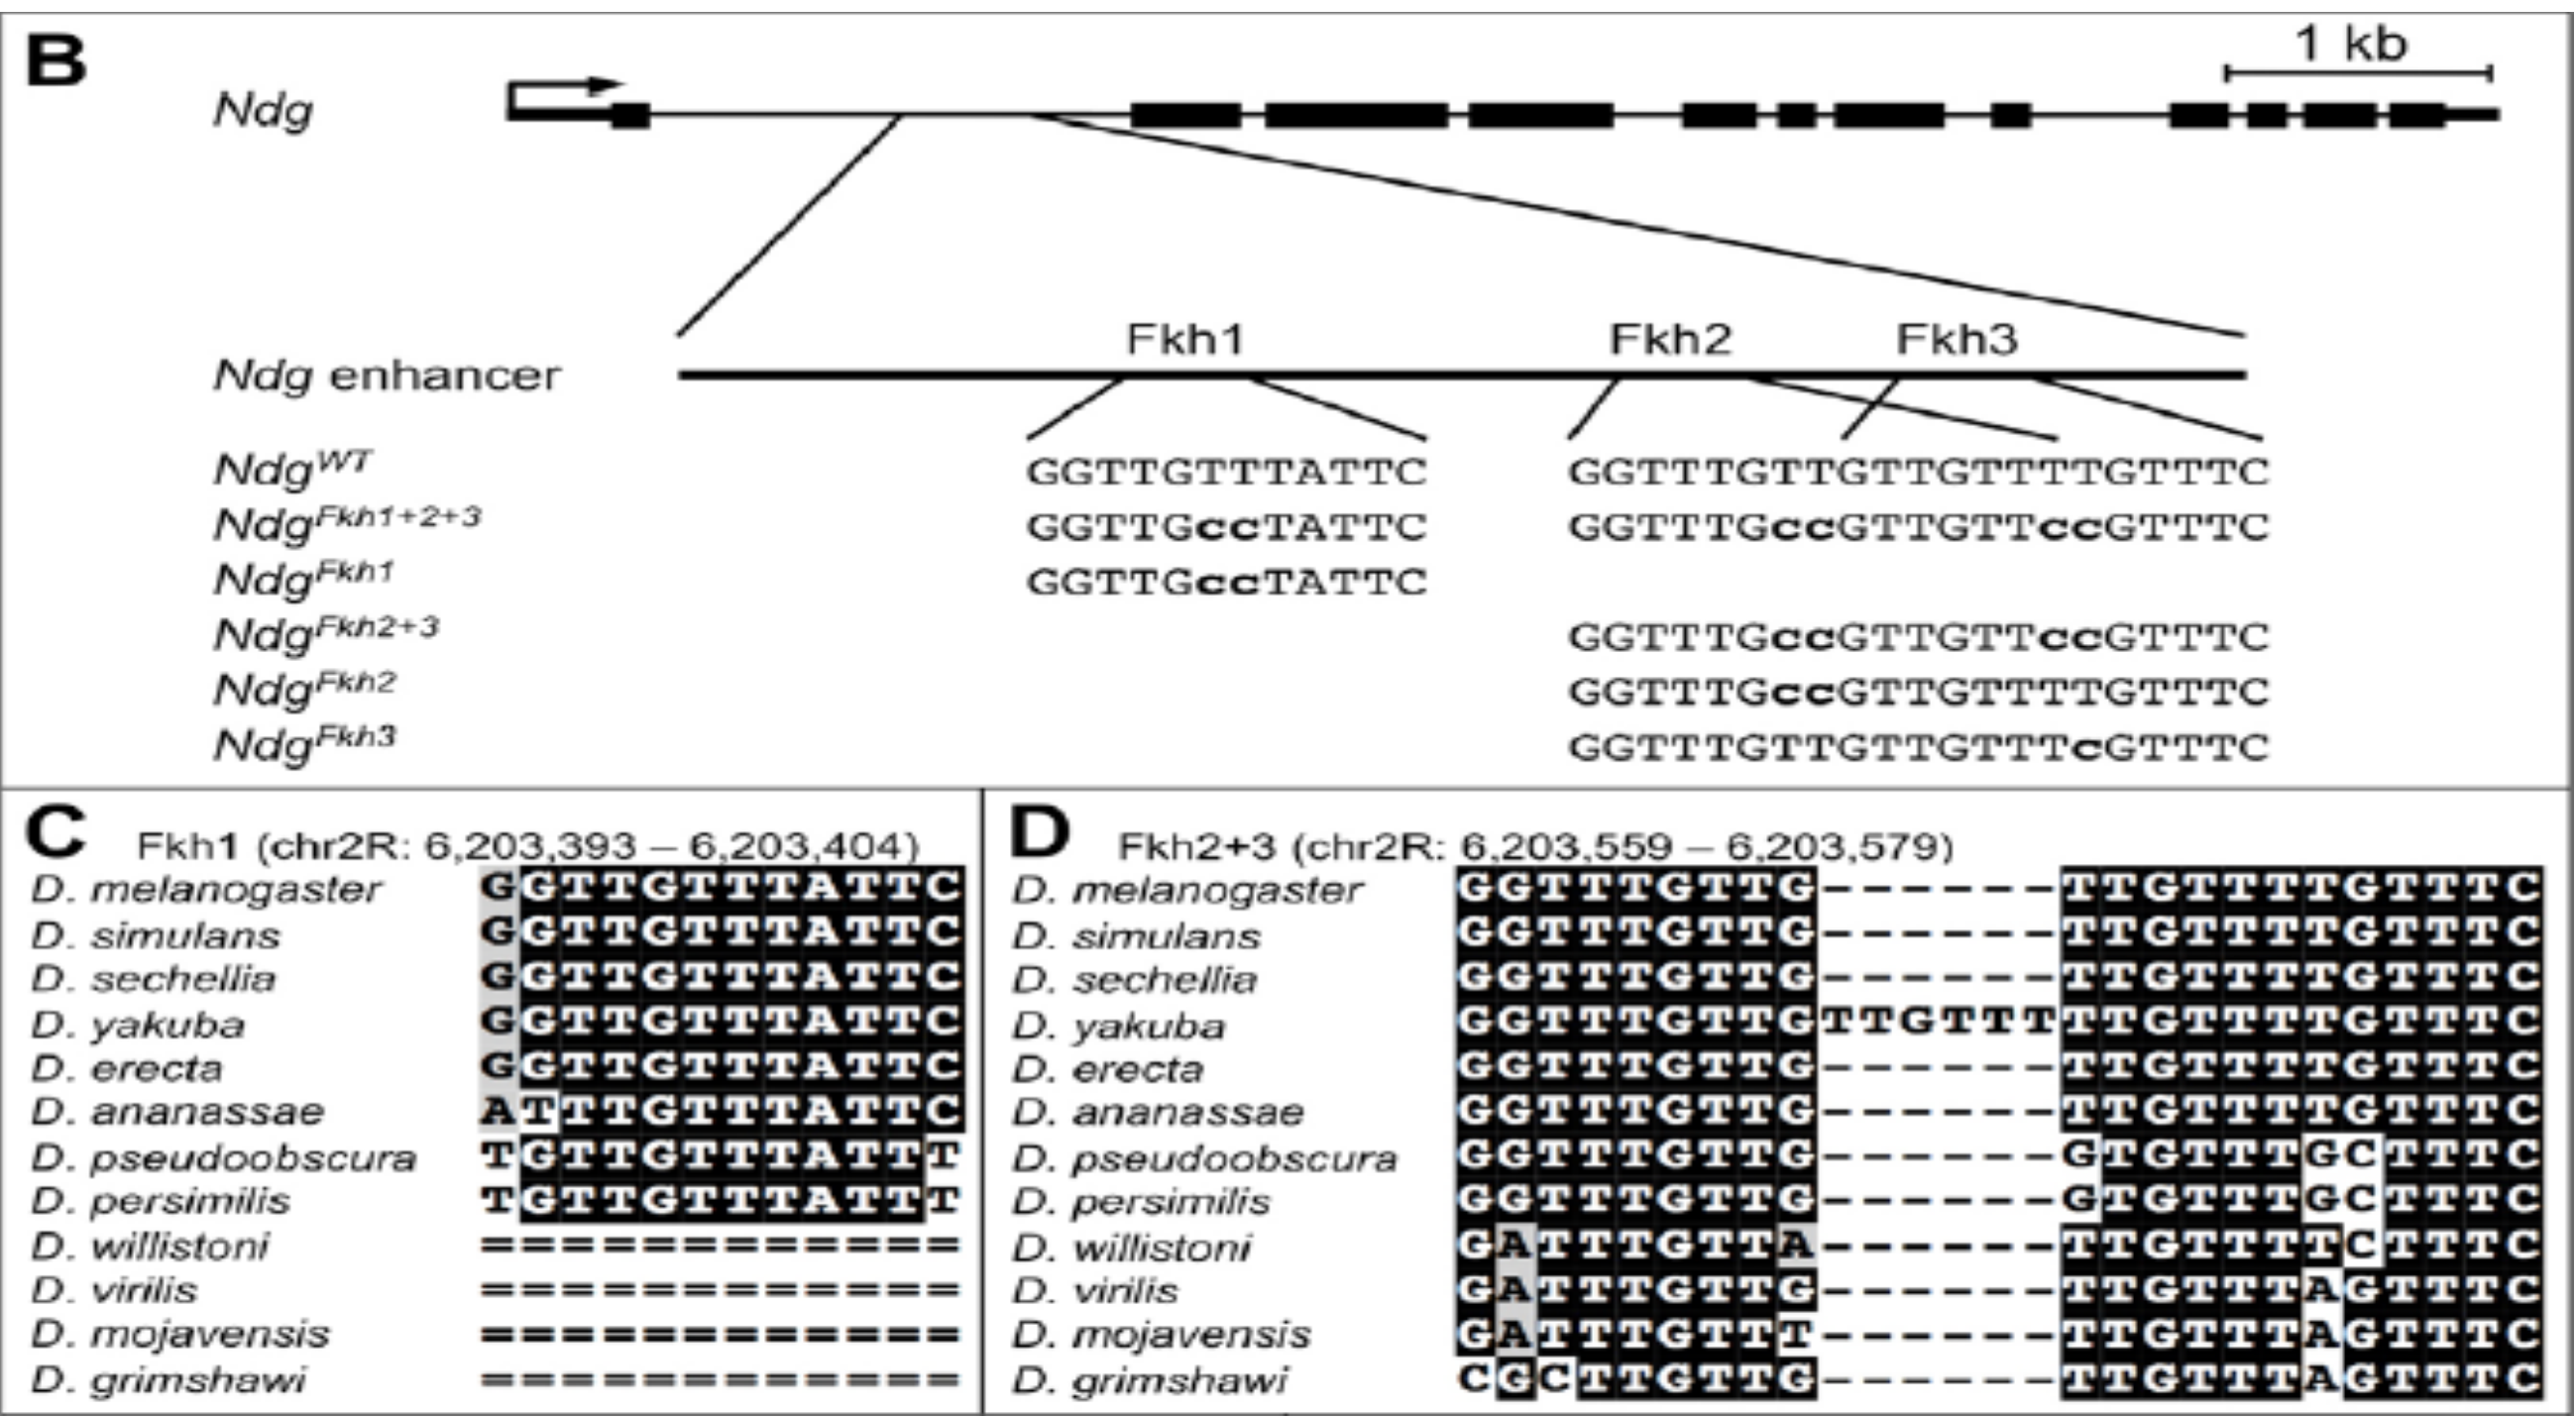 B
1 kb
Ndg
Fkh1 Fkh2 Fkh3
Ndg enhancer
NdgWT GGTTGTTTATTC GGTTTGTTGTTGTTTTGTTTC
NdgFkh1+2+3 GGTTGccTATTC GGTTTGccGTTGTTccGTTTC
NdgFkh1 GGTTGccTATTC
NdgFkh2+3 GGTTTGccGTTGTTccGTTTC
NdgFkh2 GGTTTGccGTTGTTTTGTTTC
NdgFkh3 GGTTTGTTGTTGTTTcGTTTC
C Fkh1 (chr2R: 6,203,393 – 6,203,404)
D. melanogaster GGTTGTTTATTC
D. simulans GGTTGTTTATTC
D. sechellia GGTTGTTTATTC
D. yakuba GGTTGTTTATTC
D. erecta GGTTGTTTATTC
D. ananassae ATTTGTTTATTC
D. pseudoobscura TGTTGTTTATTT
D. persimilis TGTTGTTTATTT
D. willistoni ============
D. virilis ============
D. mojavensis ============
D. grimshawi ============
D Fkh2+3 (chr2R: 6,203,559 – 6,203,579)
D. melanogaster GGTTTGTTG------TTGTTTTGTTTC
D. simulans GGTTTGTTG------TTGTTTTGTTTC
D. sechellia GGTTTGTTG------TTGTTTTGTTTC
D. yakuba GGTTTGTTGTTGTTTTTGTTTTGTTTC
D. erecta GGTTTGTTG------TTGTTTTGTTTC
D. ananassae GGTTTGTTG------TTGTTTTGTTTC
D. pseudoobscura GGTTTGTTG------GTGTTTGCTTTC
D. persimilis GGTTTGTTG------GTGTTTGCTTTC
D. willistoni GATTTGTTA------TTGTTTTCTTTC
D. virilis GATTTGTTG------TTGTTTAGTTTC
D. mojavensis GATTTGTTT------TTGTTTAGTTTC
D. grimshawi CGCTTGTTG------TTGTTTAGTTTC